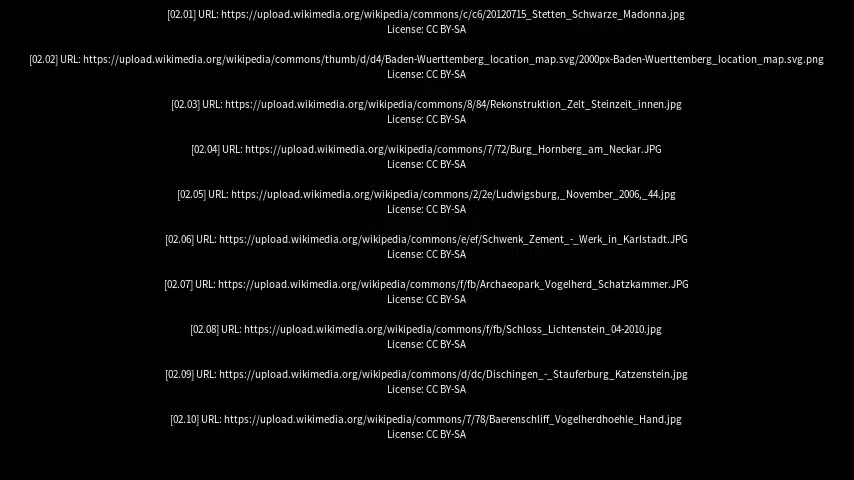 [02.01] URL: https://upload.wikimedia.org/wikipedia/commons/c/c6/20120715_Stetten_Schwarze_Madonna.jpg
License: CC BY-SA
[02.02] URL: https://upload.wikimedia.org/wikipedia/commons/thumb/d/d4/Baden-Wuerttemberg_location_map.svg/2000px-Baden-Wuerttemberg_location_map.svg.png
License: CC BY-SA
[02.03] URL: https://upload.wikimedia.org/wikipedia/commons/8/84/Rekonstruktion_Zelt_Steinzeit_innen.jpg
License: CC BY-SA
[02.04] URL: https://upload.wikimedia.org/wikipedia/commons/7/72/Burg_Hornberg_am_Neckar.JPG
License: CC BY-SA
[02.05] URL: https://upload.wikimedia.org/wikipedia/commons/2/2e/Ludwigsburg,_November_2006,_44.jpg
License: CC BY-SA
[02.06] URL: https://upload.wikimedia.org/wikipedia/commons/e/ef/Schwenk_Zement_-_Werk_in_Karlstadt.JPG
License: CC BY-SA
[02.07] URL: https://upload.wikimedia.org/wikipedia/commons/f/fb/Archaeopark_Vogelherd_Schatzkammer.JPG
License: CC BY-SA
[02.08] URL: https://upload.wikimedia.org/wikipedia/commons/f/fb/Schloss_Lichtenstein_04-2010.jpg
License: CC BY-SA
[02.09] URL: https://upload.wikimedia.org/wikipedia/commons/d/dc/Dischingen_-_Stauferburg_Katzenstein.jpg
License: CC BY-SA
[02.10] URL: https://upload.wikimedia.org/wikipedia/commons/7/78/Baerenschliff_Vogelherdhoehle_Hand.jpg
License: CC BY-SA